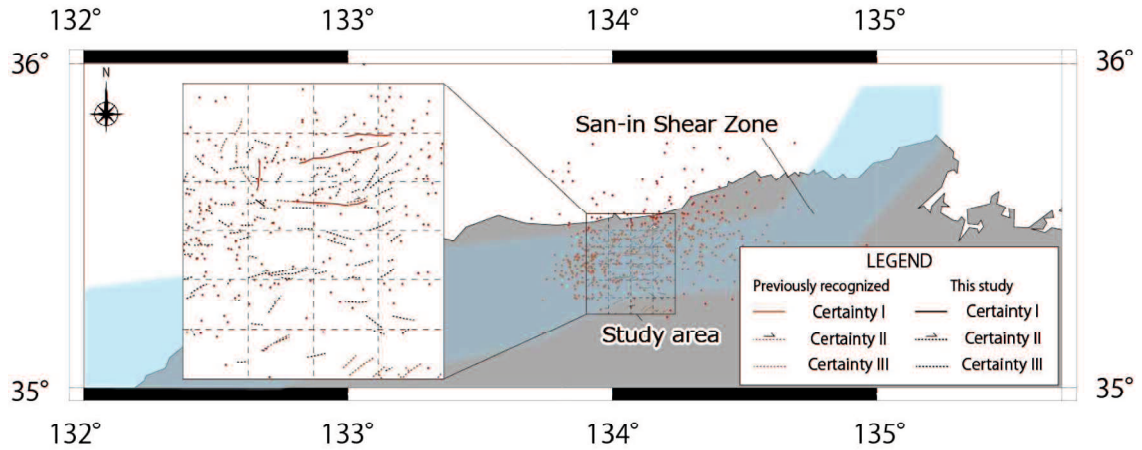 132° 133° 134° 135°
36° 36°
N
San-in Shear Zone
Study area
LEGEND
Previously recognized This study
Certainty I Certainty I
Certainty II Certainty II
Certainty III Certainty III
35° 35°
132° 133° 134° 135°